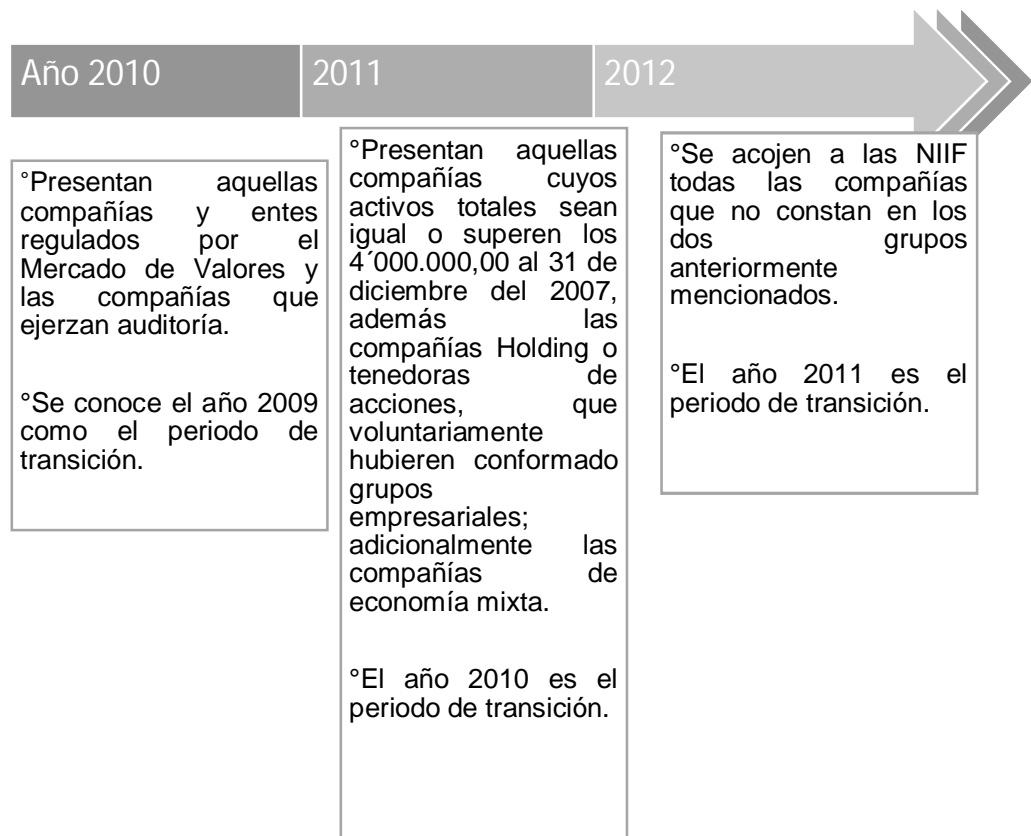 Año 2010
2011
2012
°Presentan aquellas
compañías y entes
regulados por el
Mercado de Valores y
las compañías que
ejerzan auditoría.
°Se conoce el año 2009
como el periodo de
transición.
°Presentan aquellas
compañías cuyos
activos totales sean
igual o superen los
4´000.000,00 al 31 de
diciembre del 2007,
además las
compañías Holding o
tenedoras de
acciones, que
voluntariamente
hubieren conformado
grupos
empresariales;
adicionalmente las
compañías de
economía mixta.
°El año 2010 es el
periodo de transición.
°Se acojen a las NIIF
todas las compañías
que no constan en los
dos grupos
anteriormente
mencionados.
°El año 2011 es el
periodo de transición.